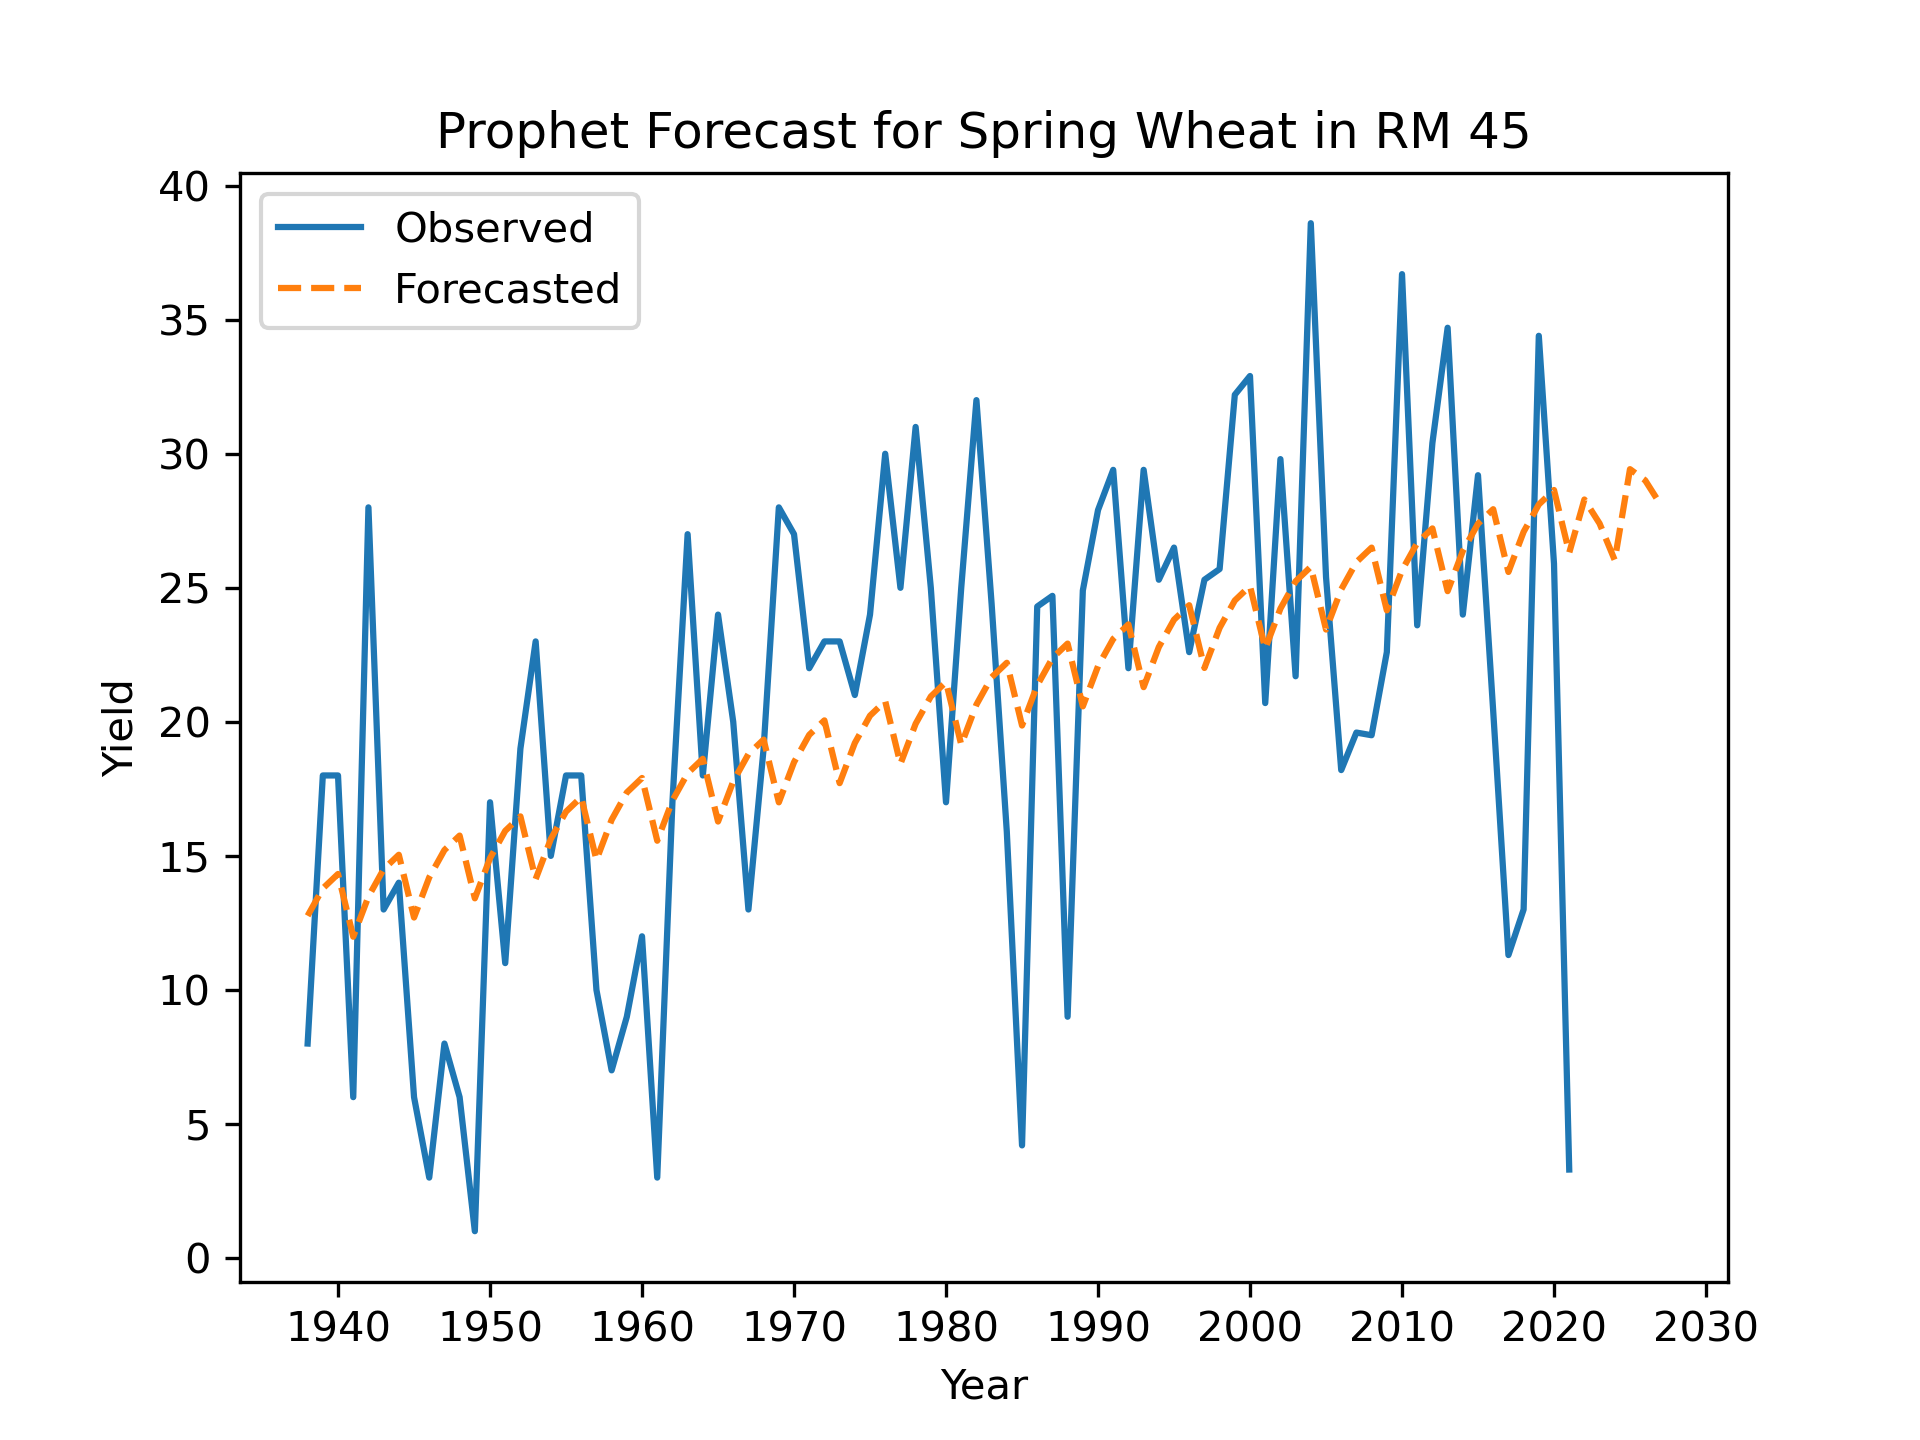 Prophet Forecast for Spring Wheat in RM 45
Observed
Forecasted
40
35
30
25
20
15
10
5
0
Yield
1940 1950 1960 1970 1980 1990 2000 2010 2020 2030
Year